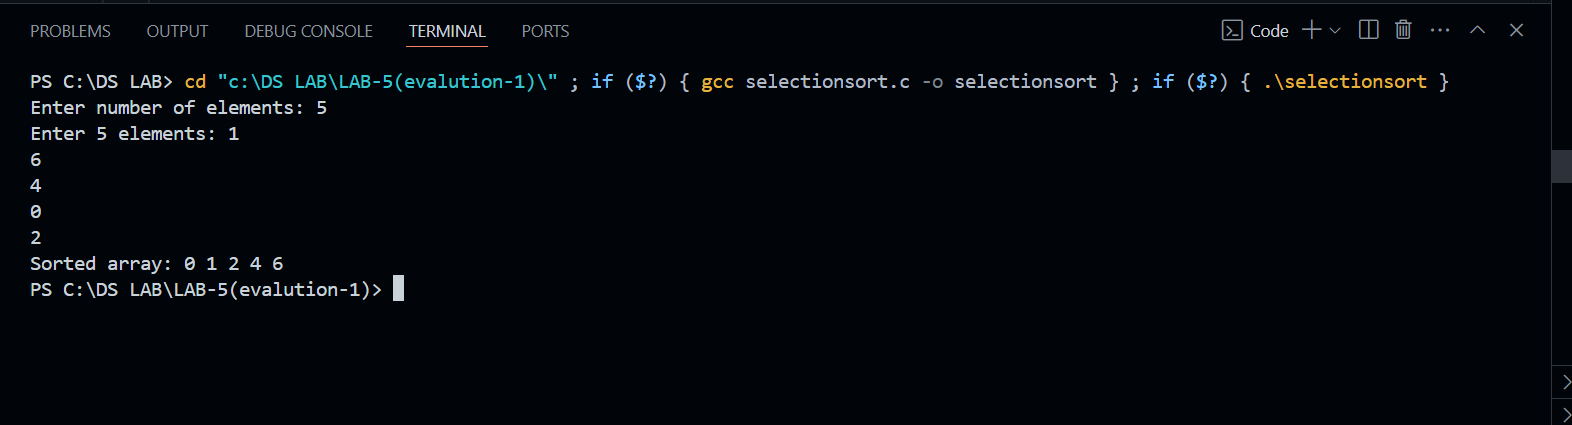 PROBLEMS OUTPUT DEBUG CONSOLE TERMINAL PORTS Code
PS C:\DS LAB> cd "c:\DS LAB\LAB-5(evalution-1)\" ; if ($?) { gcc selectionsort.c -o selectionsort } ; if ($?) { .\selectionsort }
Enter number of elements: 5
Enter 5 elements: 1
6
4
0
2
Sorted array: 0 1 2 4 6
PS C:\DS LAB\LAB-5(evalution-1)>